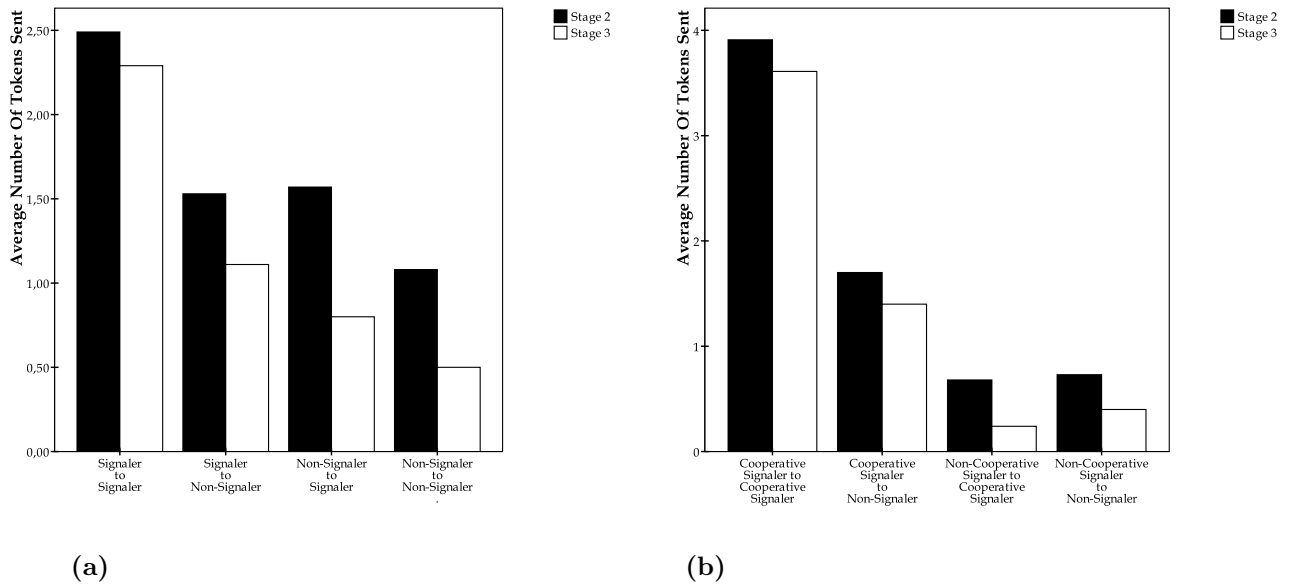 Average Number Of Tokens Sent
2,50
2,00
1,50
1,00
0,50
0,00
Signaler
to
Signaler
Signaler
to
Non-Signaler
Non-Signaler
to
Signaler
Non-Signaler
to
Non-Signaler
.
Stage 2
Stage 3
(a)
Average Number Of Tokens Sent
4
3
2
1
0
Cooperative
Signaler to
Cooperative
Signaler
Cooperative
Signaler
to
Non-Signaler
Non-Cooperative
Signaler to
Cooperative
Signaler
Non-Cooperative
Signaler
to
Non-Signaler
Stage 2
Stage 3
(b)